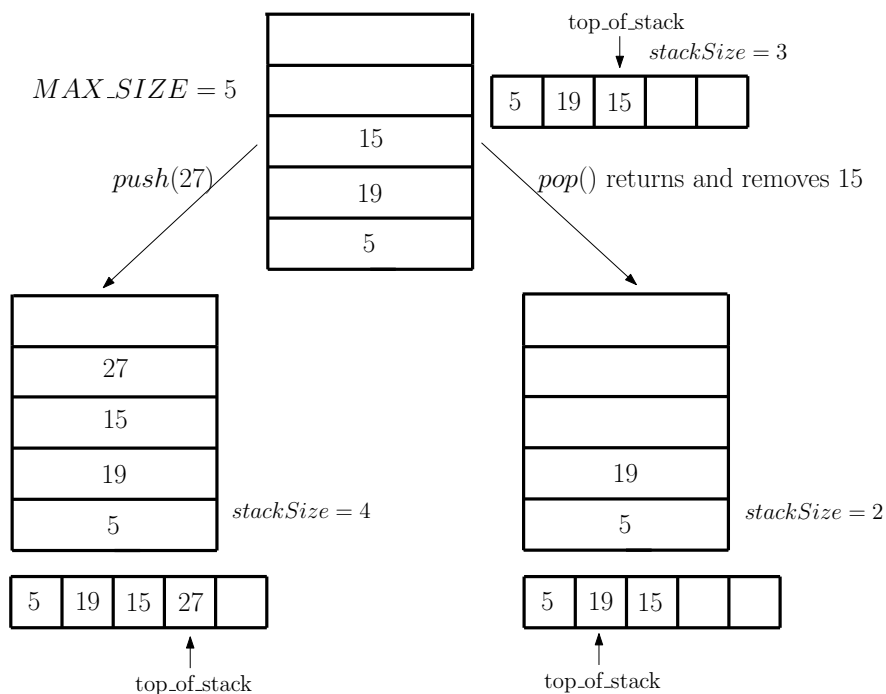 top_of_stack
stackSize = 3
MAX_SIZE = 5
5 19 15
15
19
5
push(27)
pop() returns and removes 15
27
15
19
5
stackSize = 4
5 19 15 27
top_of_stack
19
5
stackSize = 2
5 19 15
top_of_stack